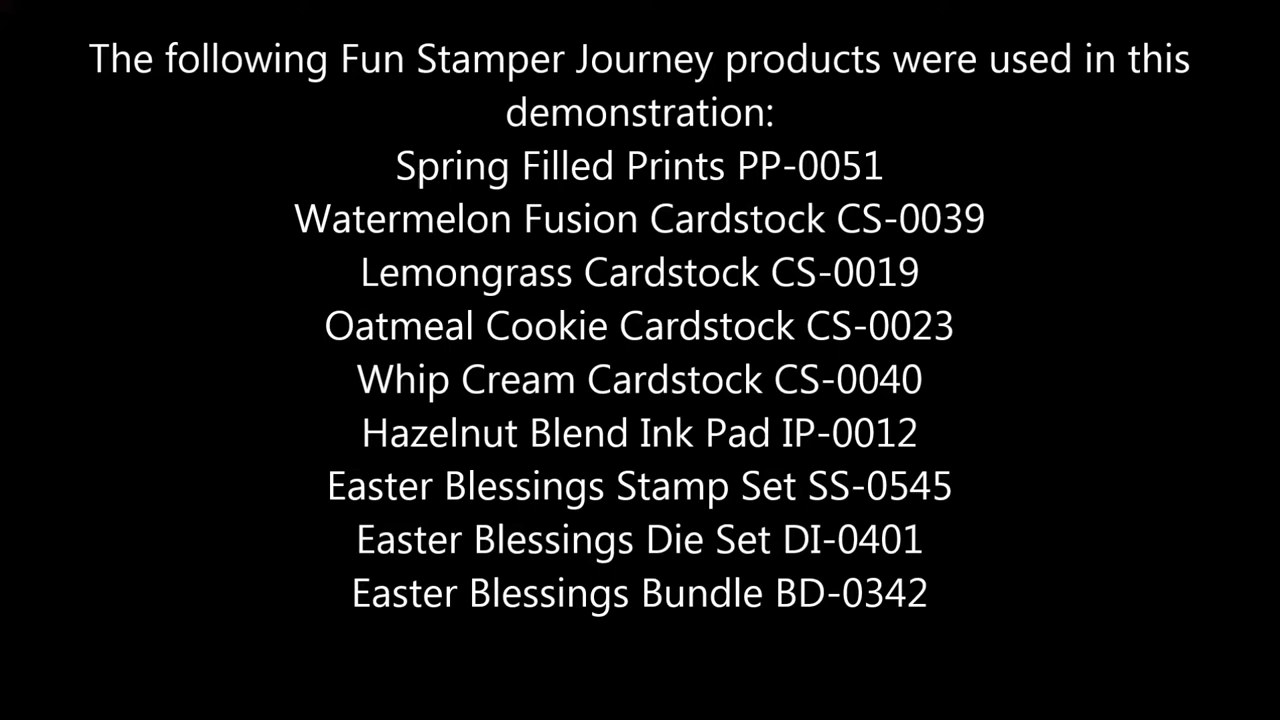 The following Fun Stamper Journey products were used in this
demonstration:
Spring Filled Prints PP-0051
Watermelon Fusion Cardstock CS-0039
Lemongrass Cardstock CS-0019
Oatmeal Cookie Cardstock CS-0023
Whip Cream Cardstock CS-0040
Hazelnut Blend Ink Pad IP-0012
Easter Blessings Stamp Set SS-0545
Easter Blessings Die Set DI-0401
Easter Blessings Bundle BD-0342